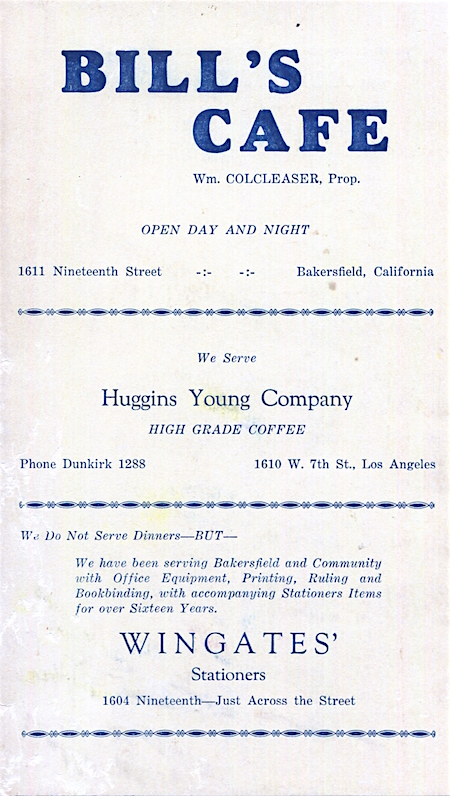 BILL'S
CAFE
Wm. COLCLEASER, Prop.
OPEN DAY AND NIGHT
1611 Nineteenth Street -:- -:- Bakersfield, California
We Serve
Huggins Young Company
HIGH GRADE COFFEE
Phone Dunkirk 1288 1610 W. 7th St., Los Angeles
We Do Not Serve Dinners—BUT—
We have been serving Bakersfield and Community
with Office Equipment, Printing, Ruling and
Bookbinding, with accompanying Stationers Items
for over Sixteen Years.
WINGATES'
Stationers
1604 Nineteenth—Just Across the Street